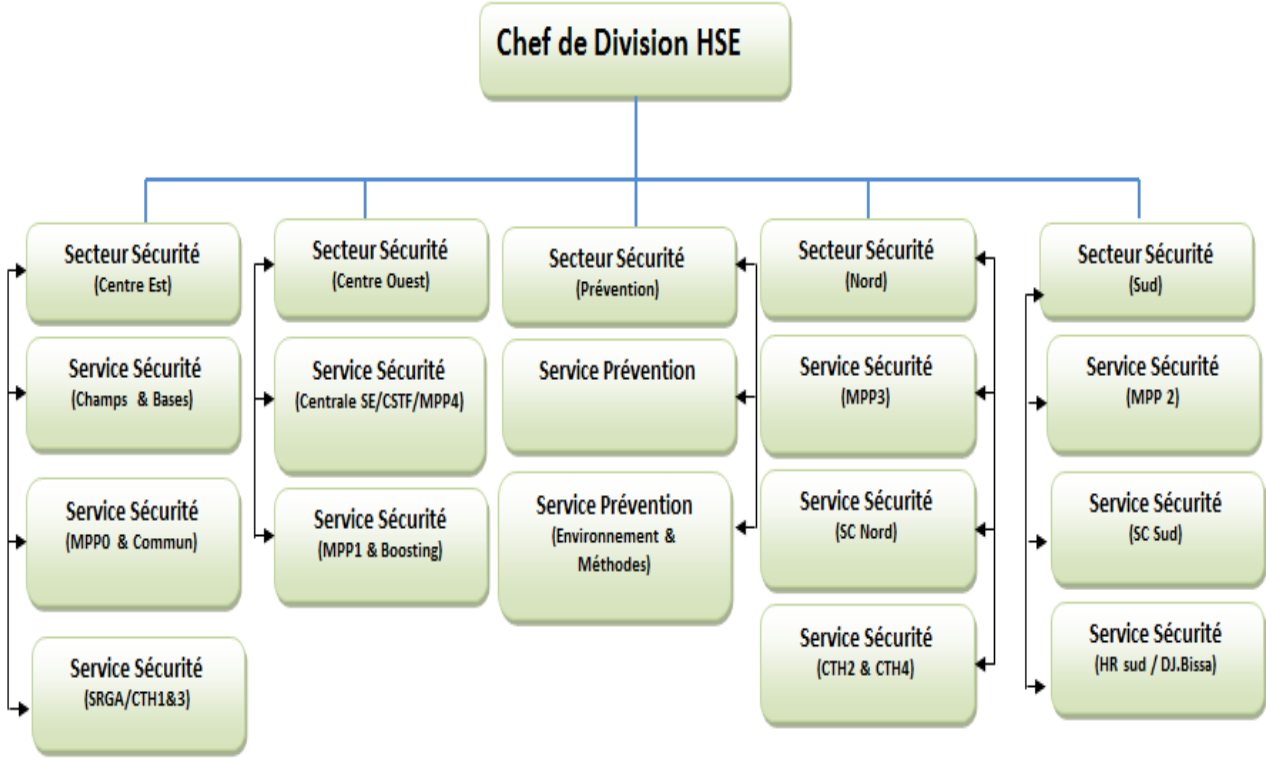 Chef de Division HSE
Secteur Sécurité
(Centre Est)
Service Sécurité
(Champs & Bases)
Service Sécurité
(MPP0 & Commun)
Service Sécurité
(SRGA/CTH1&3)
Secteur Sécurité
(Centre Ouest)
Service Sécurité
(Centrale SE/CSTF/MPP4)
Service Sécurité
(MPP1 & Boosting)
Secteur Sécurité
(Prévention)
Service Prévention
Service Prévention
(Environnement &
Méthodes)
Secteur Sécurité
(Nord)
Service Sécurité
(MPP3)
Service Sécurité
(SC Nord)
Service Sécurité
(CTH2 & CTH4)
Secteur Sécurité
(Sud)
Service Sécurité
(MPP 2)
Service Sécurité
(SC Sud)
Service Sécurité
(HR sud / DJ.Bissa)